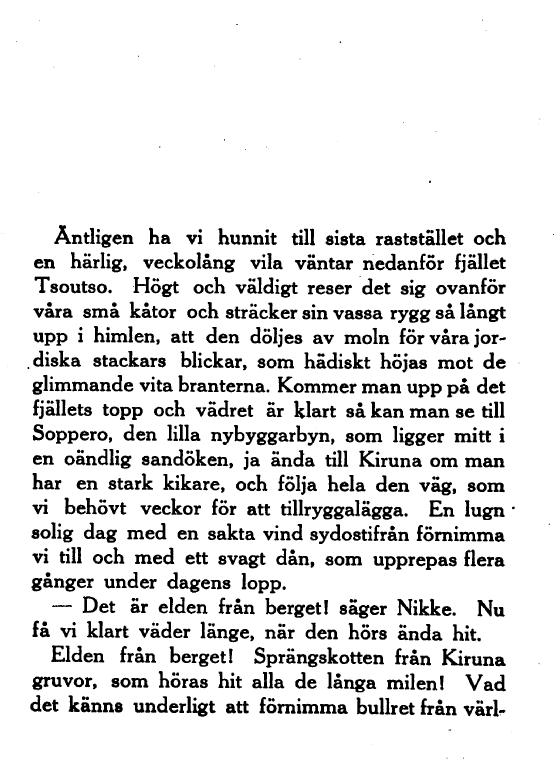 Äntligen ha vi hunnit till sista raststället och
en härlig, veckolång vila väntar nedanför fjället
Tsoutso. Högt och väldigt reser det sig ovanför
våra små kåtor och sträcker sin vassa rygg så långt
upp i himlen, att den döljes av moln för våra jor-
diska stackars blickar, som hädiskt höjas mot de
glimmande vita branterna. Kommer man upp på det
fjällets topp och vädret är klart så kan man se till
Soppero, den lilla nybyggarbyn, som ligger mitt i
en oändlig sandöken, ja ända till Kiruna om man
har en stark kikare, och följa hela den väg, som
vi behövt veckor för att tillryggalägga. En lugn
solig dag med en sakta vind sydostifrån förnimma
vi till och med ett svagt dån, som upprepas flera
gånger under dagens lopp.
— Det är elden från berget! säger Nikke. Nu
få vi klart väder länge, när den hörs ända hit.
Elden från berget! Sprängskotten från Kiruna
gruvor, som höras hit alla de långa milen! Vad
det känns underligt att förnimma bullret från värl-